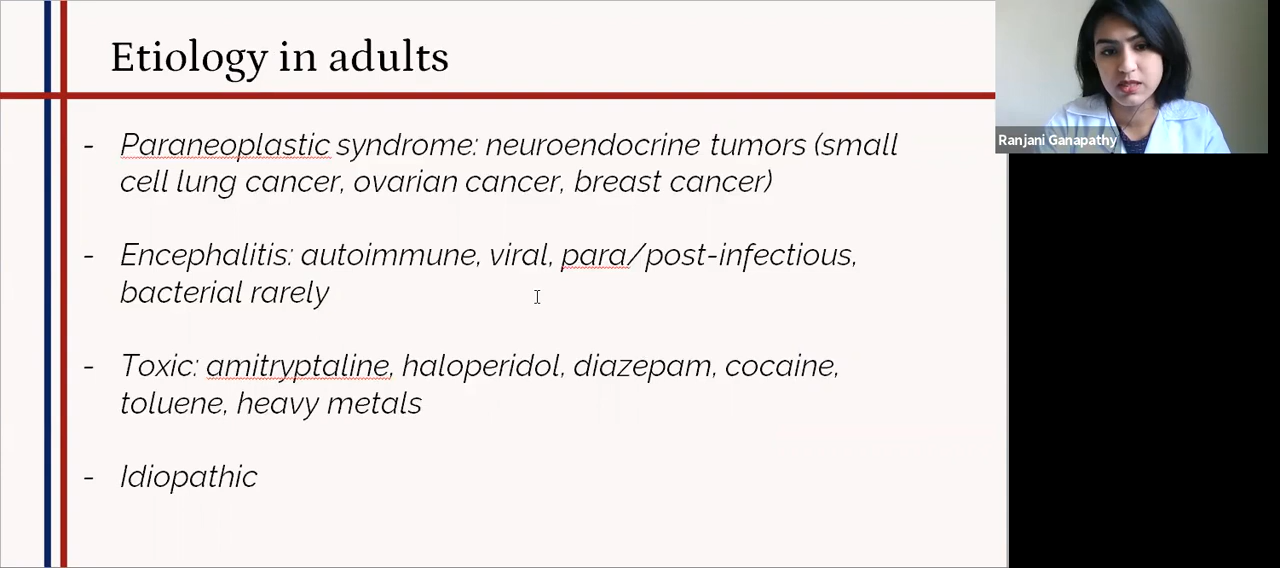 Etiology in adults
- Paraneoplastic syndrome: neuroendocrine tumors (small
cell lung cancer, ovarian cancer, breast cancer)
- Encephalitis: autoimmune, viral, para/post-infectious,
bacterial rarely
- Toxic: amitryptaline, haloperidol, diazepam, cocaine,
toluene, heavy metals
- Idiopathic
Ranjani Ganapathy